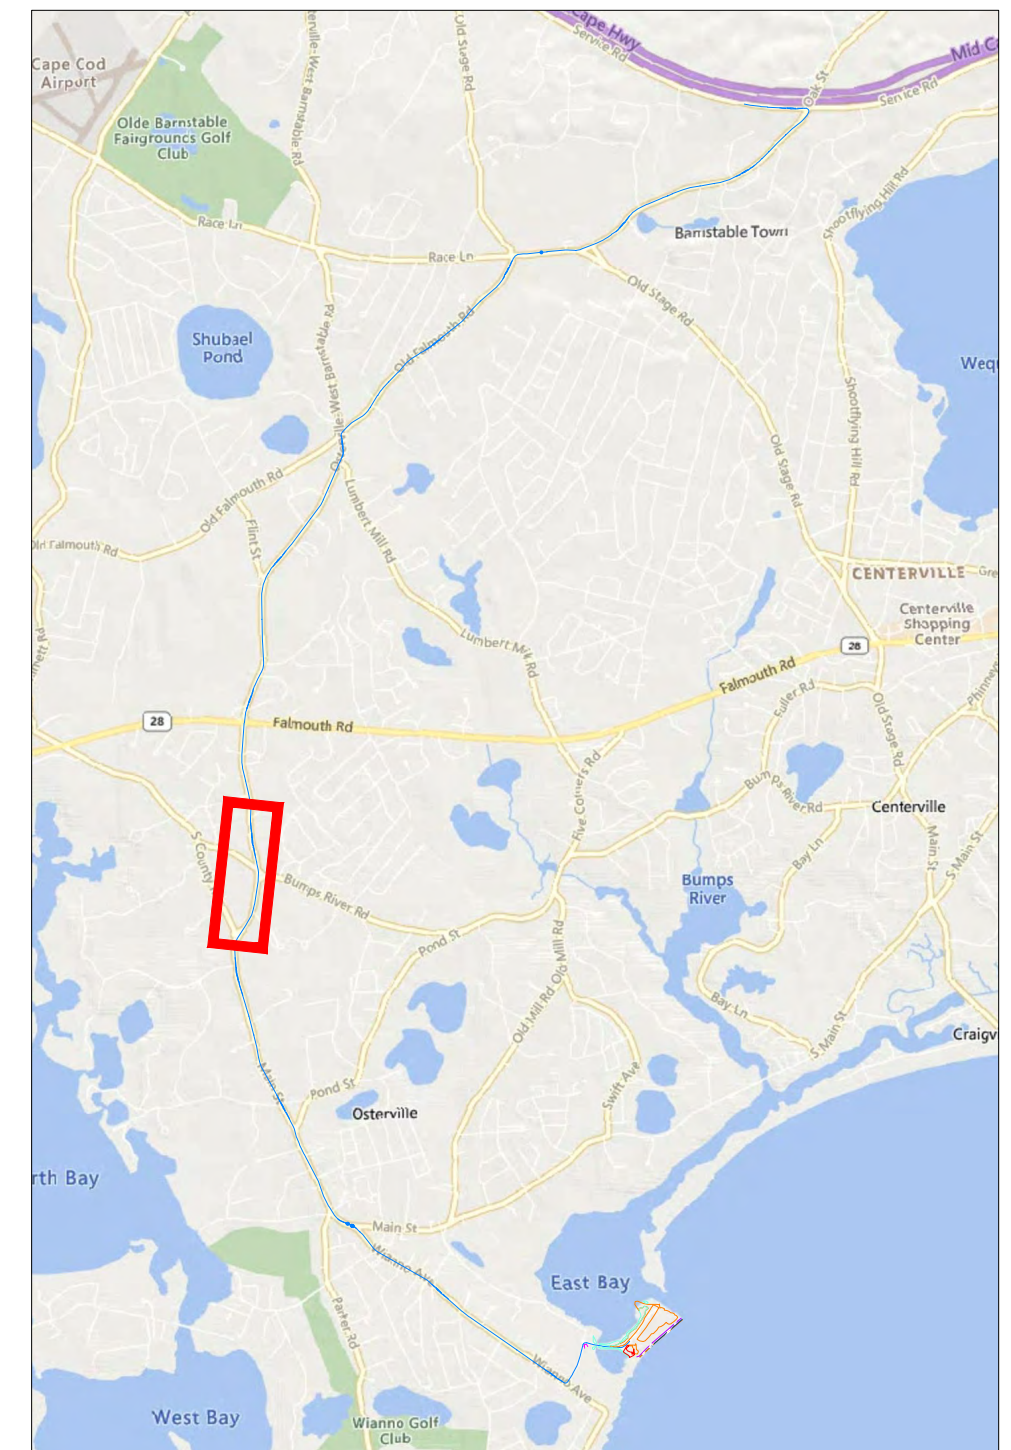 Cape Hwy
Service Rd
Mid Ca
Service Rd
Oak St
Cape Cod
Airport
Old Stage Rd
Olde Barnstable
Fairgrounds Golf
Club
Shootflying Hill Rd
Race Ln
Barnstable Town
Race Ln
Old Stage Rd
Old Falmouth Rd
Shubael
Pond
Weq
Shootflying Hill Rd
Old Stage Rd
Lumbert Mill Rd
Old Falmouth Rd
Flint St
Old Falmouth Rd
CENTERVILLE
Gre
Centerville
Shopping
Center
Lumbert Mill Rd
28
Falmouth Rd
Fuller Rd
Phinney
Old Stage Rd
28
Falmouth Rd
Five Corners Rd
Bumps River Rd
Centerville
S County
Main St
S Main St
Bay Ln
Bumps River Rd
Bumps
River
Pond St
Old Mill Rd
Old Mill Rd
Bay Ln
S Main St
Craigv
Main St
Pond St
Swift Ave
Osterville
rth Bay
Main St
Wianno Ave
East Bay
Parker Rd
Wianno Ave
West Bay
Wianno Golf
Club